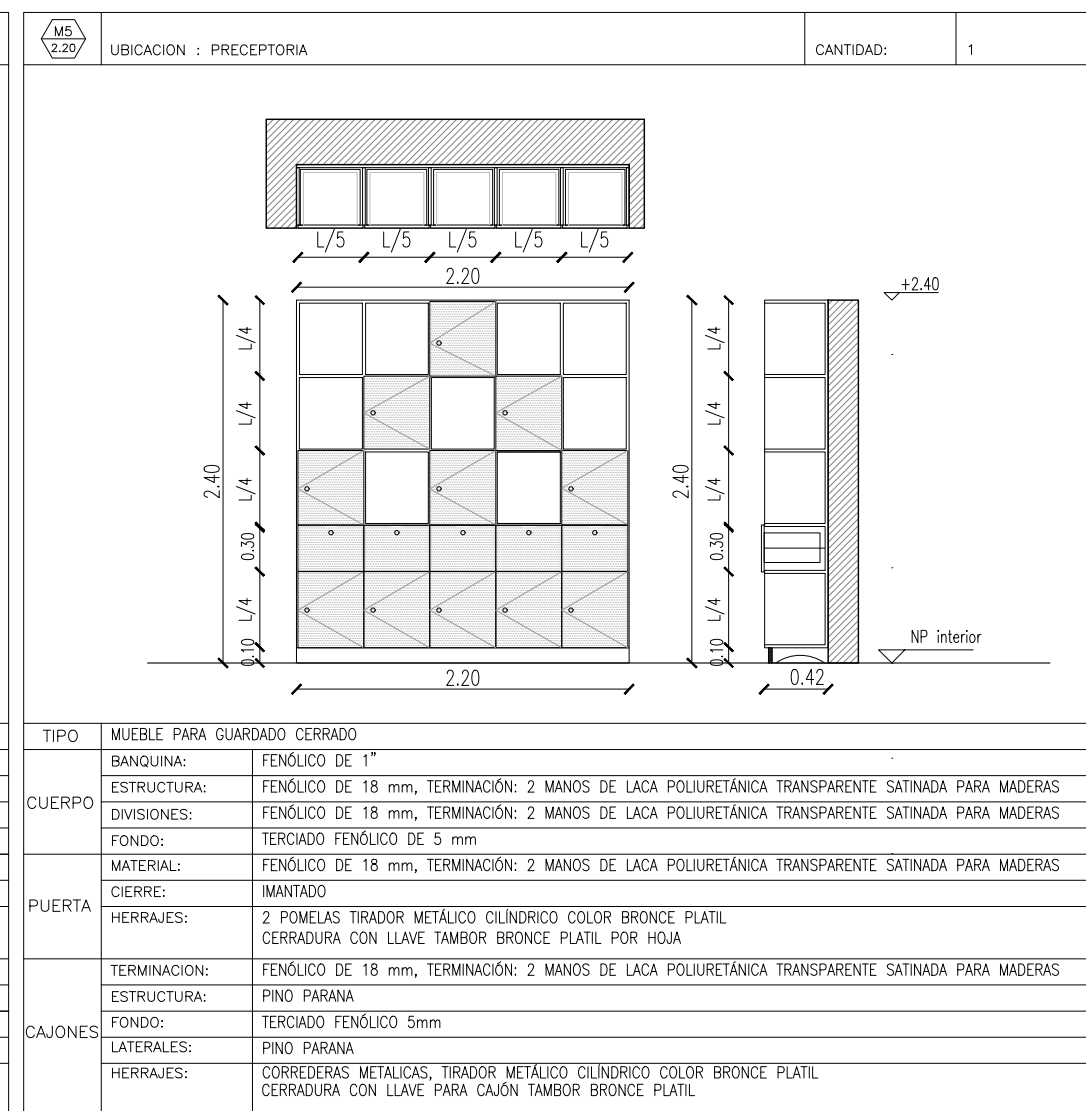 M5
2.20
UBICACION : PRECEPTORIA
CANTIDAD:
1
L/5 L/5 L/5 L/5 L/5
2.20
+2.40
L/4
L/4
L/4
0.30
L/4
0.10
2.40
L/4
L/4
L/4
0.30
L/4
0.10
2.40
NP interior
2.20
0.42
TIPO MUEBLE PARA GUARDADO CERRADO
CUERPO
BANQUINA: FENÓLICO DE 1"
ESTRUCTURA: FENÓLICO DE 18 mm, TERMINACIÓN: 2 MANOS DE LACA POLIURETÁNICA TRANSPARENTE SATINADA PARA MADERAS
DIVISIONES: FENÓLICO DE 18 mm, TERMINACIÓN: 2 MANOS DE LACA POLIURETÁNICA TRANSPARENTE SATINADA PARA MADERAS
FONDO: TERCIADO FENÓLICO DE 5 mm
PUERTA
MATERIAL: FENÓLICO DE 18 mm, TERMINACIÓN: 2 MANOS DE LACA POLIURETÁNICA TRANSPARENTE SATINADA PARA MADERAS
CIERRE: IMANTADO
HERRAJES: 2 POMELAS TIRADOR METÁLICO CILÍNDRICO COLOR BRONCE PLATIL
CERRADURA CON LLAVE TAMBOR BRONCE PLATIL POR HOJA
CAJONES
TERMINACION: FENÓLICO DE 18 mm, TERMINACIÓN: 2 MANOS DE LACA POLIURETÁNICA TRANSPARENTE SATINADA PARA MADERAS
ESTRUCTURA: PINO PARANA
FONDO: TERCIADO FENÓLICO 5mm
LATERALES: PINO PARANA
HERRAJES: CORREDERAS METALICAS, TIRADOR METÁLICO CILÍNDRICO COLOR BRONCE PLATIL
CERRADURA CON LLAVE PARA CAJÓN TAMBOR BRONCE PLATIL